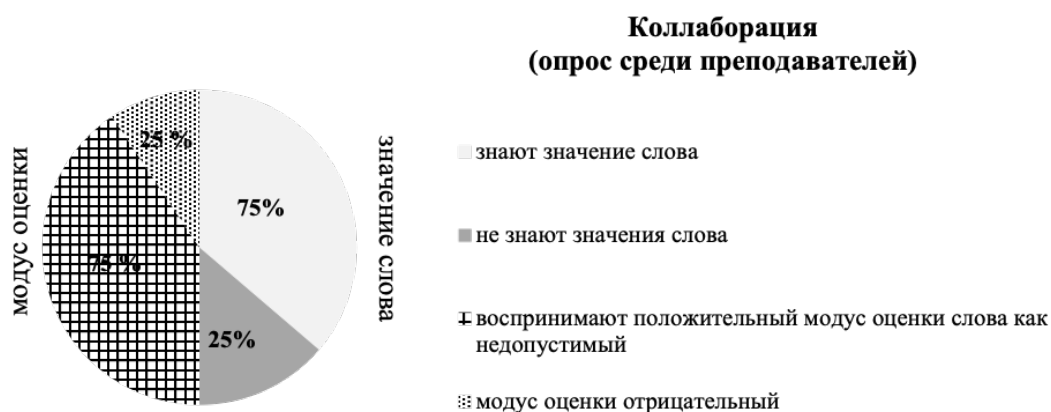 Коллаборация
(опрос среди преподавателей)
модус оценки
25 %
75%
75 %
25%
значение слова
знают значение слова
не знают значения слова
воспринимают положительный модус оценки слова как
недопустимый
модус оценки отрицательный